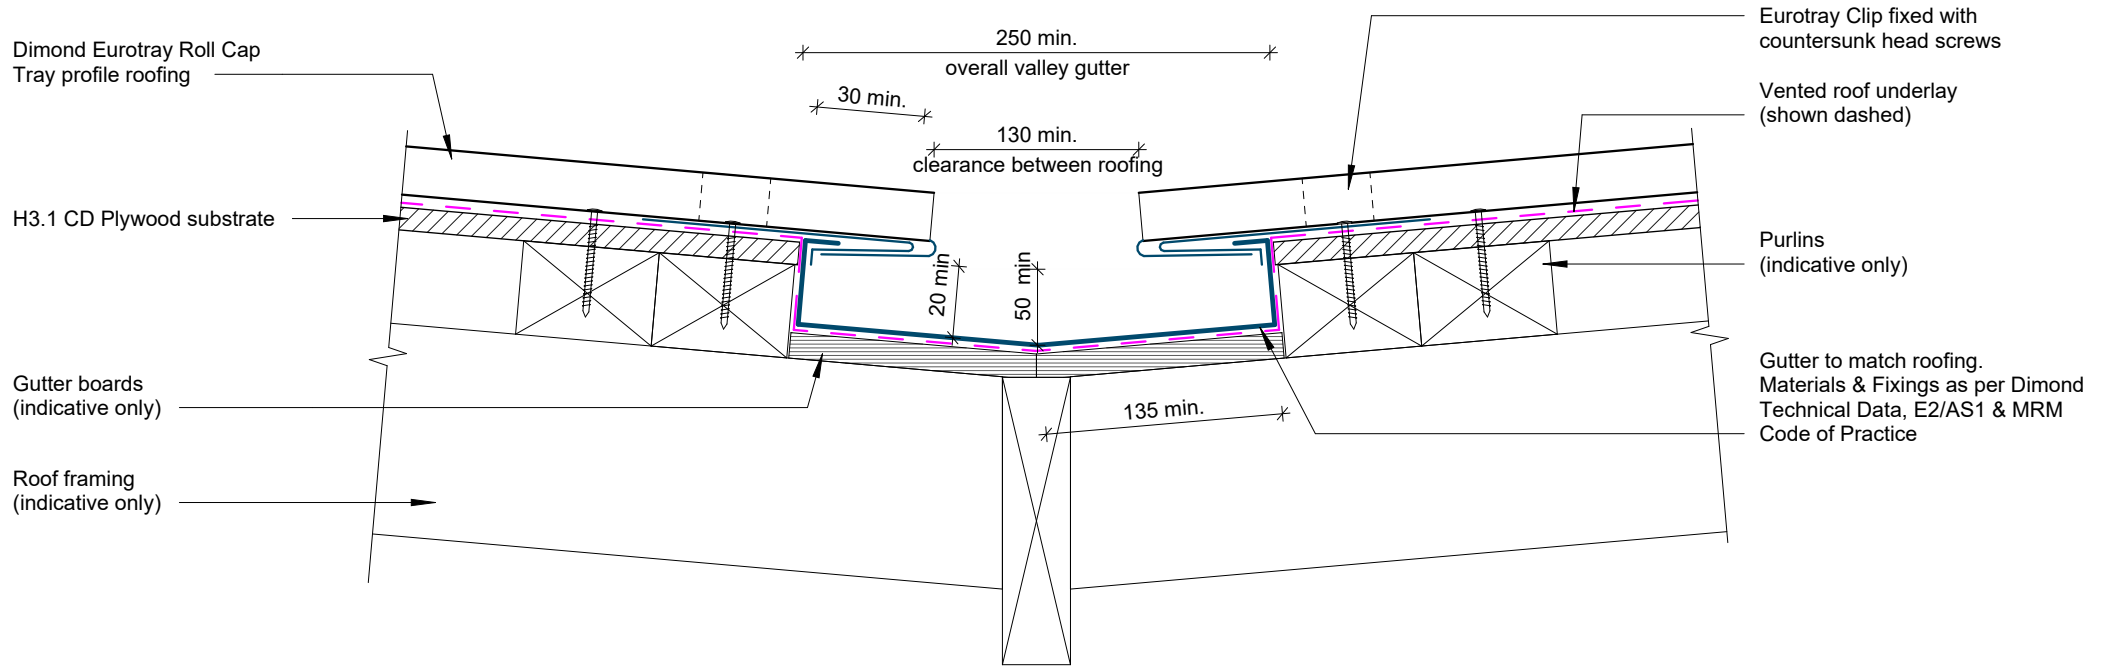 Dimond Eurotray Roll Cap
Tray profile roofing
H3.1 CD Plywood substrate
Gutter boards
(indicative only)
Roof framing
(indicative only)
250 min.
overall valley gutter
30 min.
130 min.
clearance between roofing
20 min
50 min
135 min.
Eurotray Clip fixed with
countersunk head screws
Vented roof underlay
(shown dashed)
Purlins
(indicative only)
Gutter to match roofing.
Materials & Fixings as per Dimond
Technical Data, E2/AS1 & MRM
Code of Practice